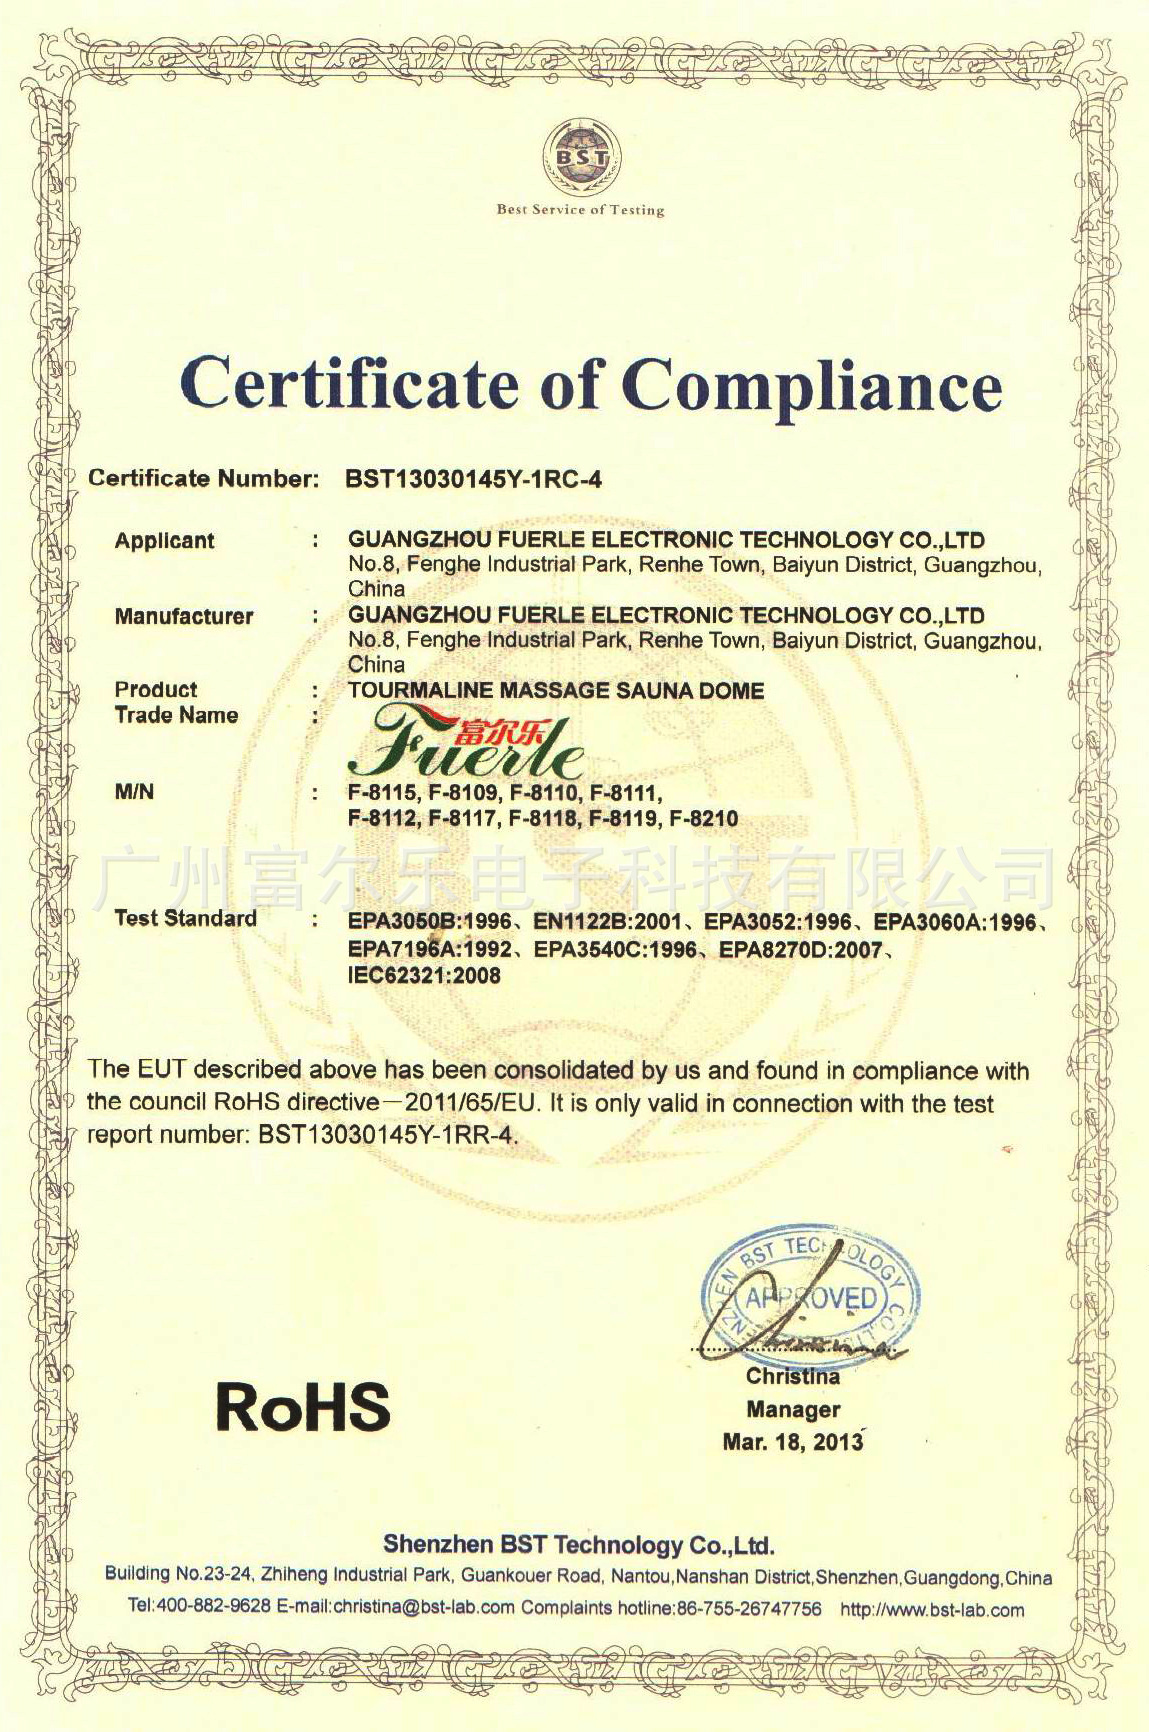 BST
Best Service of Testing
Certificate of Compliance
Certificate Number: BST13030145Y-1RC-4
Applicant : GUANGZHOU FUERLE ELECTRONIC TECHNOLOGY CO.,LTD
No.8, Fenghe Industrial Park, Renhe Town, Baiyun District, Guangzhou,
China
Manufacturer : GUANGZHOU FUERLE ELECTRONIC TECHNOLOGY CO.,LTD
No.8, Fenghe Industrial Park, Renhe Town, Baiyun District, Guangzhou,
China
Product : TOURMALINE MASSAGE SAUNA DOME
Trade Name :
富尔乐
Fuerle
M/N : F-8115, F-8109, F-8110, F-8111,
F-8112, F-8117, F-8118, F-8119, F-8210
广州富尔乐电子科技有限公司
Test Standard : EPA3050B:1996、EN1122B:2001、EPA3052:1996、EPA3060A:1996、
EPA7196A:1992、EPA3540C:1996、EPA8270D:2007、
IEC62321:2008
The EUT described above has been consolidated by us and found in compliance with
the council RoHS directive—2011/65/EU. It is only valid in connection with the test
report number: BST13030145Y-1RR-4.
BST TECHNOLOGY CO.,LTD
APPROVED
Christina
RoHS
Christina
Manager
Mar. 18, 2013
Shenzhen BST Technology Co.,Ltd.
Building No.23-24, Zhiheng Industrial Park, Guankouer Road, Nantou,Nanshan District,Shenzhen,Guangdong,China
Tel:400-882-9628 E-mail:christina@bst-lab.com Complaints hotline:86-755-26747756 http://www.bst-lab.com